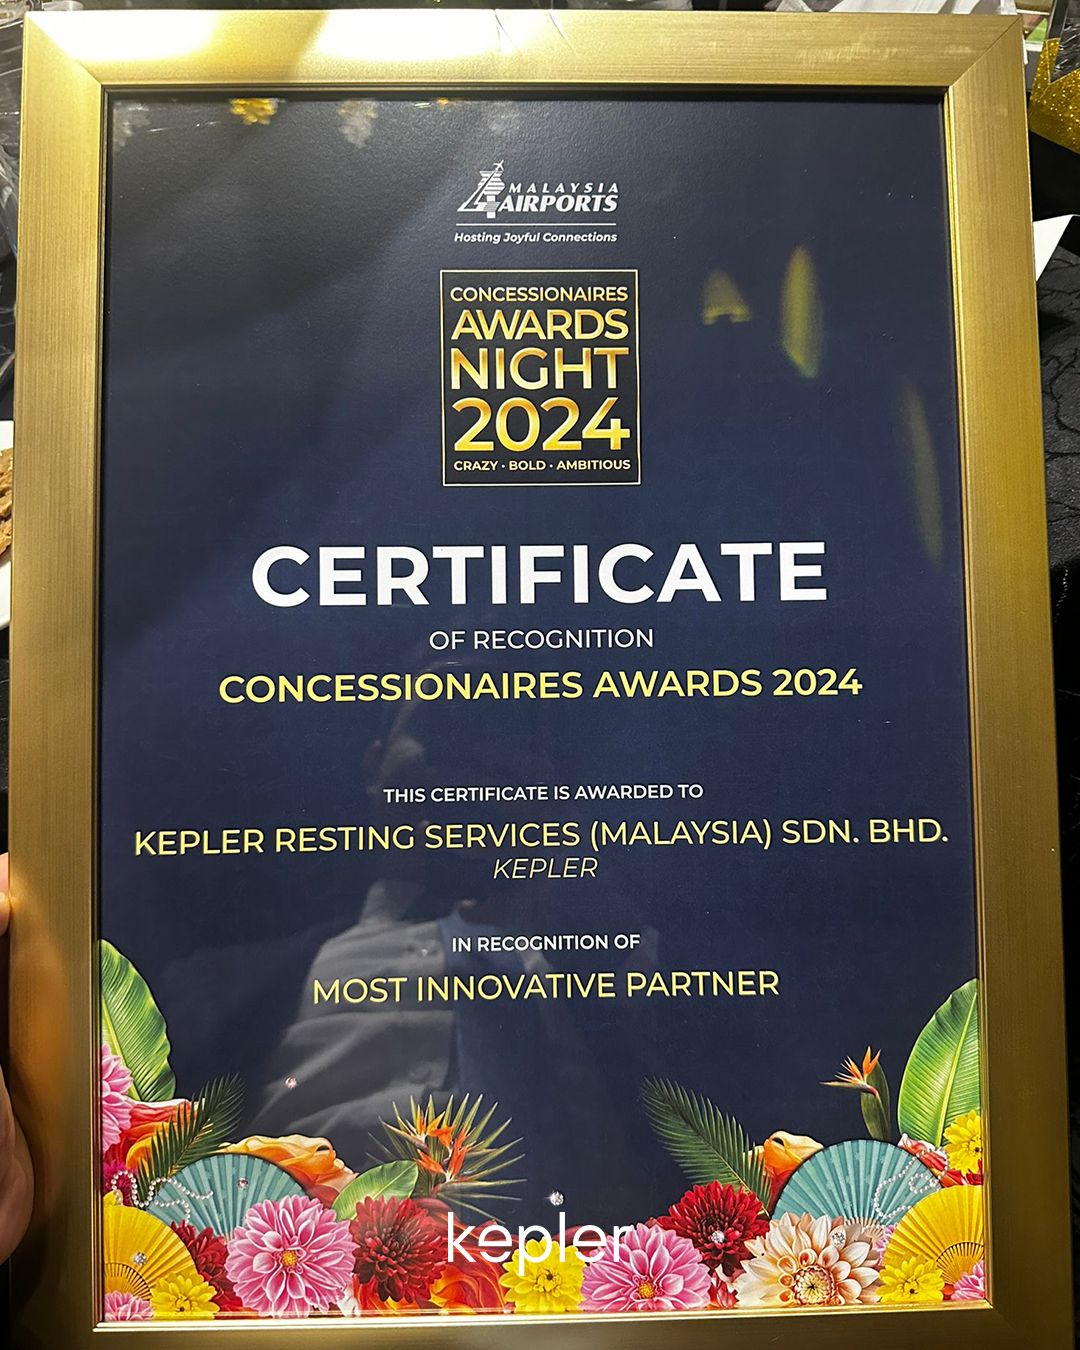 MALAYSIA
AIRPORTS
Hosting Joyful Connections
CONCESSIONAIRES
AWARDS
NIGHT
2024
CRAZY · BOLD · AMBITIOUS
CERTIFICATE
OF RECOGNITION
CONCESSIONAIRES AWARDS 2024
THIS CERTIFICATE IS AWARDED TO
KEPLER RESTING SERVICES (MALAYSIA) SDN. BHD.
KEPLER
IN RECOGNITION OF
MOST INNOVATIVE PARTNER
kepler